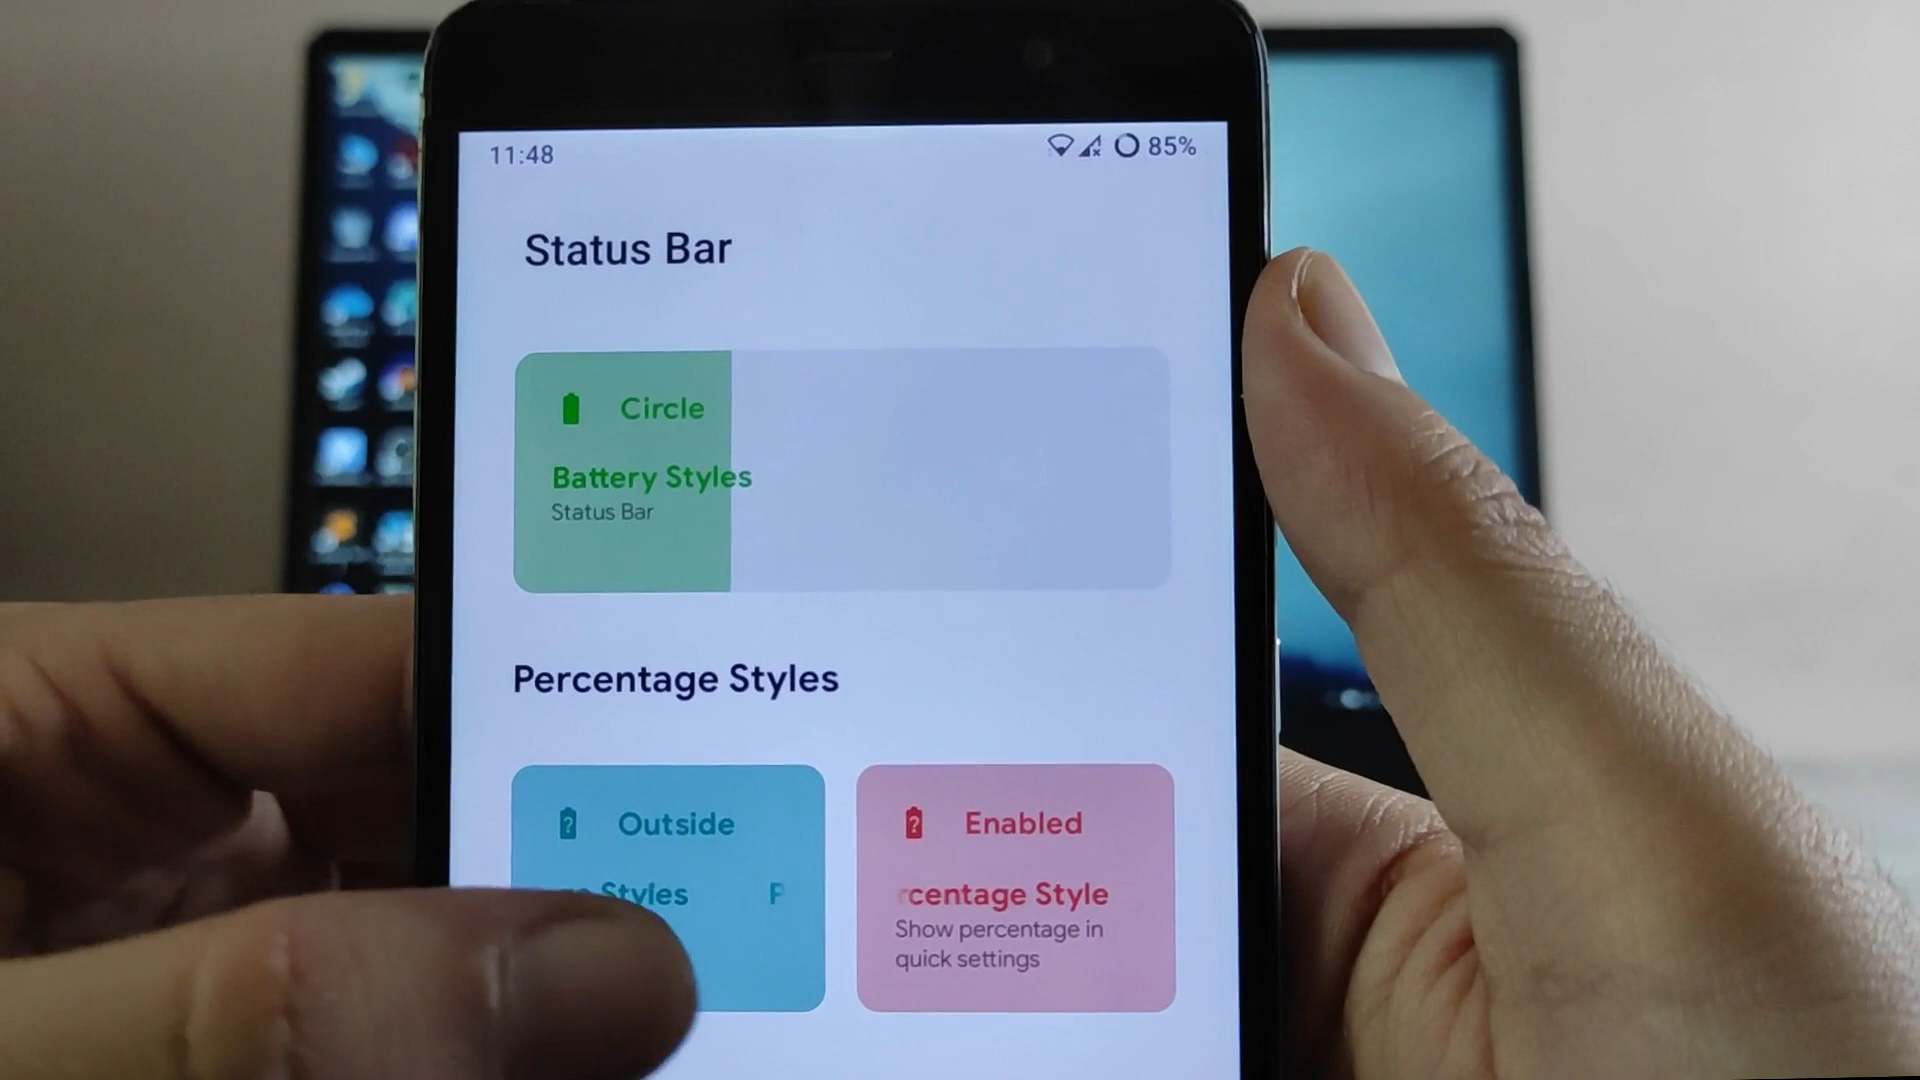 11:48 85%
Status Bar
Circle
Battery Styles
Status Bar
Percentage Styles
Outside
Styles P
Enabled
centage Style
Show percentage in
quick settings